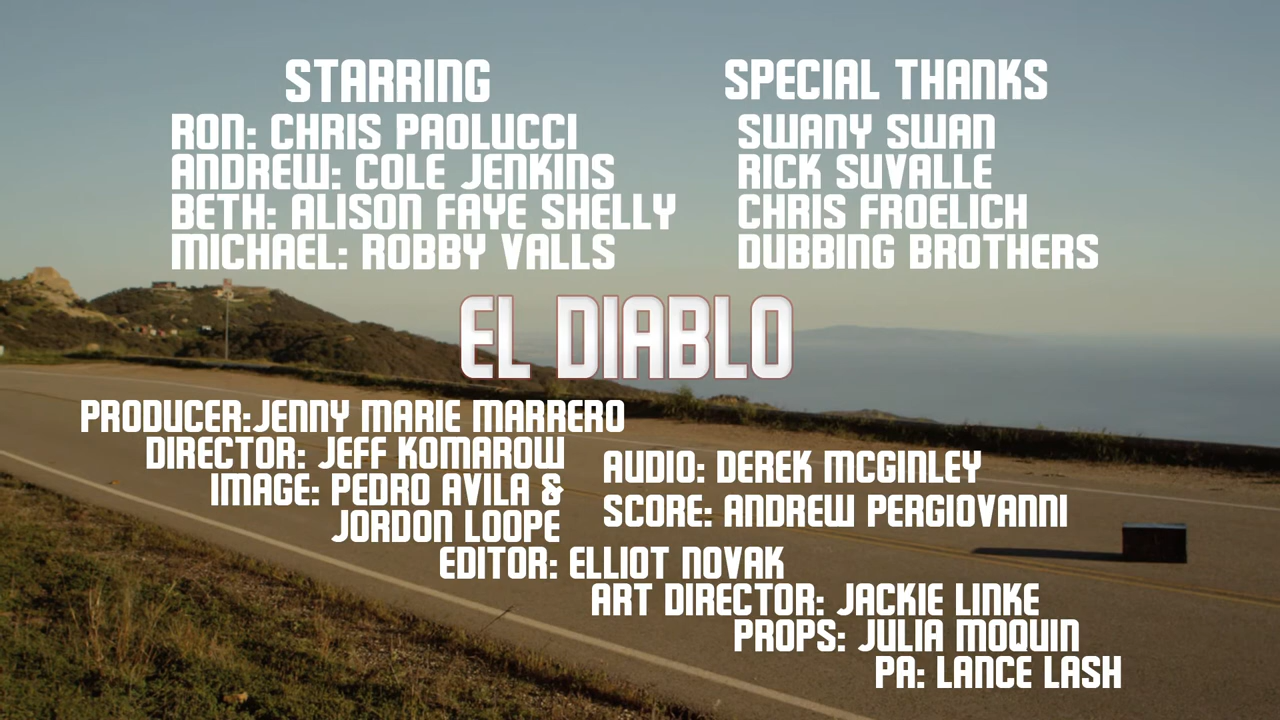 STARRING
RON: CHRIS PAOLUCCI
ANDREW: COLE JENKINS
BETH: ALISON FAYE SHELLY
MICHAEL: ROBBY VALLS
SPECIAL THANKS
SWANY SWAN
RICK SUVALLE
CHRIS FROELICH
DUBBING BROTHERS
EL DIABLO
PRODUCER:JENNY MARIE MARRERO
DIRECTOR: JEFF KOMAROW
IMAGE: PEDRO AVILA &
JORDON LOOPE
AUDIO: DEREK MCGINLEY
SCORE: ANDREW PERGIOVANNI
EDITOR: ELLIOT NOVAK
ART DIRECTOR: JACKIE LINKE
PROPS: JULIA MOQUIN
PA: LANCE LASH